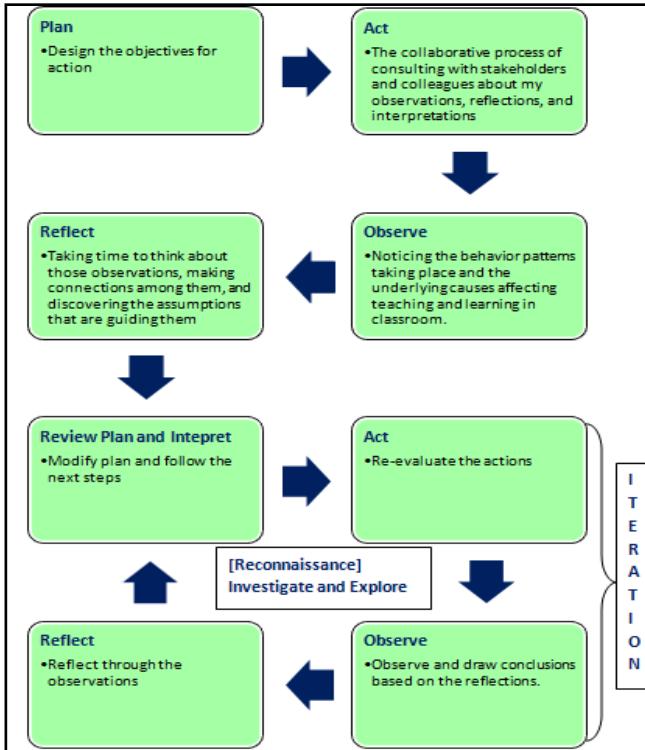 Plan
•Design the objectives for
action
Act
•The collaborative process of
consulting with stakeholders
and colleagues about my
observations, reflections, and
interpretations
Reflect
•Taking time to think about
those observations, making
connections among them, and
discovering the assumptions
that are guiding them
Observe
•Noticing the behavior patterns
taking place and the
underlying causes affecting
teaching and learning in
classroom.
Review Plan and Intepret
•Modify plan and follow the
next steps
Act
•Re-evaluate the actions
[Reconnaissance]
Investigate and Explore
Reflect
•Reflect through the
observations
Observe
•Observe and draw conclusions
based on the reflections.
I
T
E
R
A
T
I
O
N